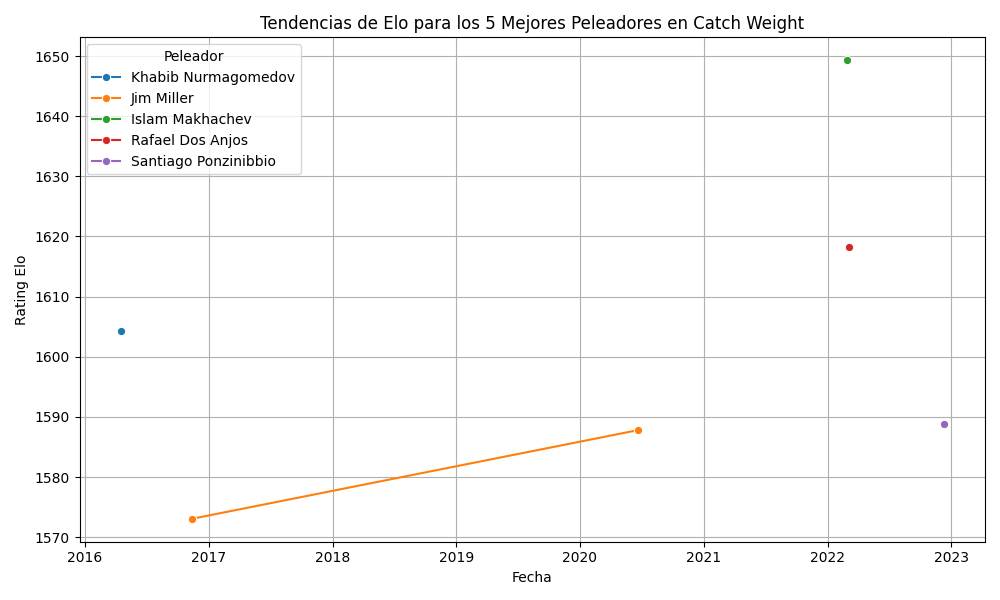 Tendencias de Elo para los 5 Mejores Peleadores en Catch Weight
Peleador
Khabib Nurmagomedov
Jim Miller
Islam Makhachev
Rafael Dos Anjos
Santiago Ponzinibbio
Rating Elo
1650
1640
1630
1620
1610
1600
1590
1580
1570
2016
2017
2018
2019
2020
2021
2022
2023
Fecha